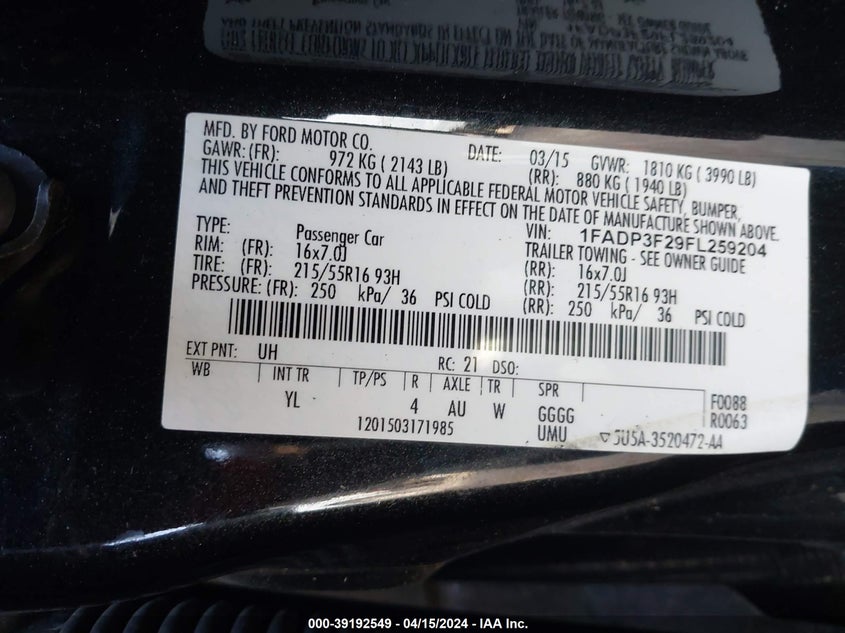 MFD. BY FORD MOTOR CO. DATE: 03/15 GVWR: 1810 KG ( 3990 LB)
GAWR: (FR): 972 KG ( 2143 LB) (RR): 880 KG ( 1940 LB)
THIS VEHICLE CONFORMS TO ALL APPLICABLE FEDERAL MOTOR VEHICLE SAFETY, BUMPER,
AND THEFT PREVENTION STANDARDS IN EFFECT ON THE DATE OF MANUFACTURE SHOWN ABOVE.
VIN: 1FADP3F29FL259204
TYPE: Passenger Car TRAILER TOWING - SEE OWNER GUIDE
RIM: (FR): 16x7.0J (RR): 16x7.0J
TIRE: (FR): 215/55R16 93H (RR): 215/55R16 93H
PRESSURE: (FR): 250 kPa/ 36 PSI COLD (RR): 250 kPa/ 36 PSI COLD
EXT PNT: UH RC: 21 DSO:
WB INT TR TP/PS R AXLE TR SPR F0088
YL 4 AU W GGGG R0063
1201503171985 UMU 5U5A-3520472-AA
000-39192549 - 04/15/2024 - IAA Inc.